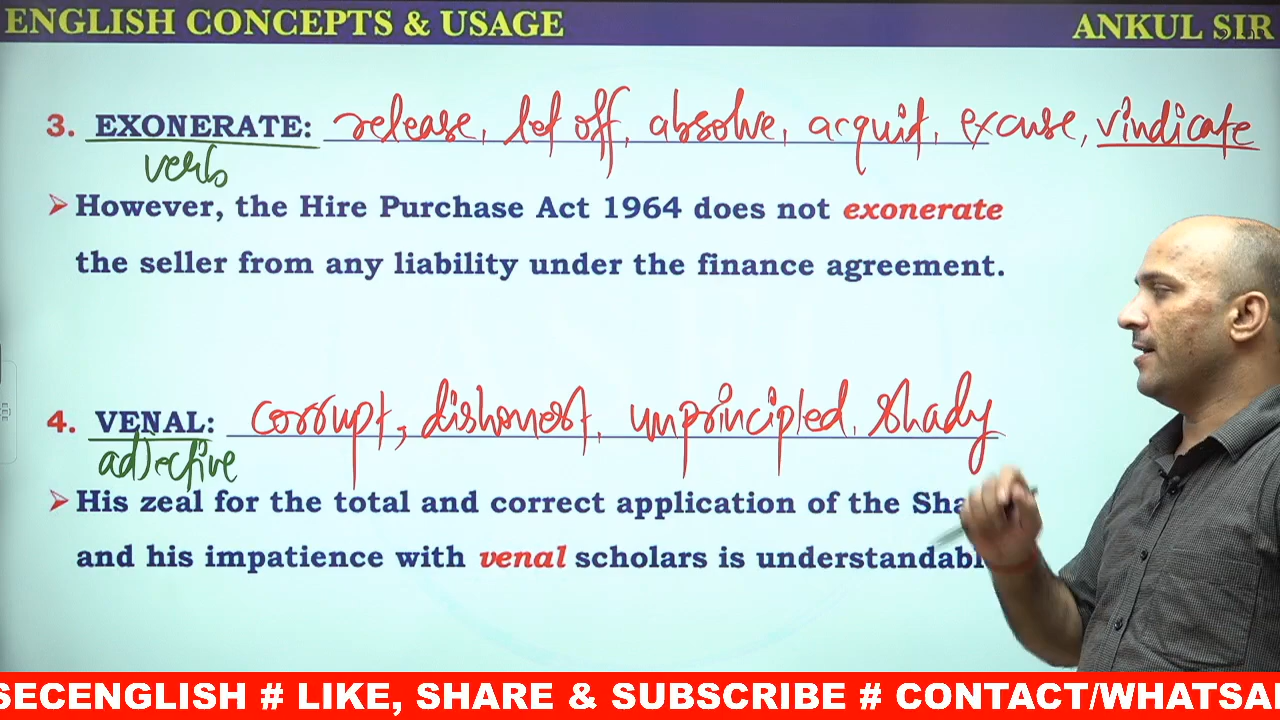 ENGLISH CONCEPTS & USAGE ANKUL SIR
3. EXONERATE: release, let off, absolve, acquit, excuse, vindicate
verb
However, the Hire Purchase Act 1964 does not exonerate
the seller from any liability under the finance agreement.
4. VENAL: corrupt, dishonest, unprincipled, shady
adjective
His zeal for the total and correct application of the Sha
and his impatience with venal scholars is understandabl
SECENGLISH # LIKE, SHARE & SUBSCRIBE # CONTACT/WHATSA